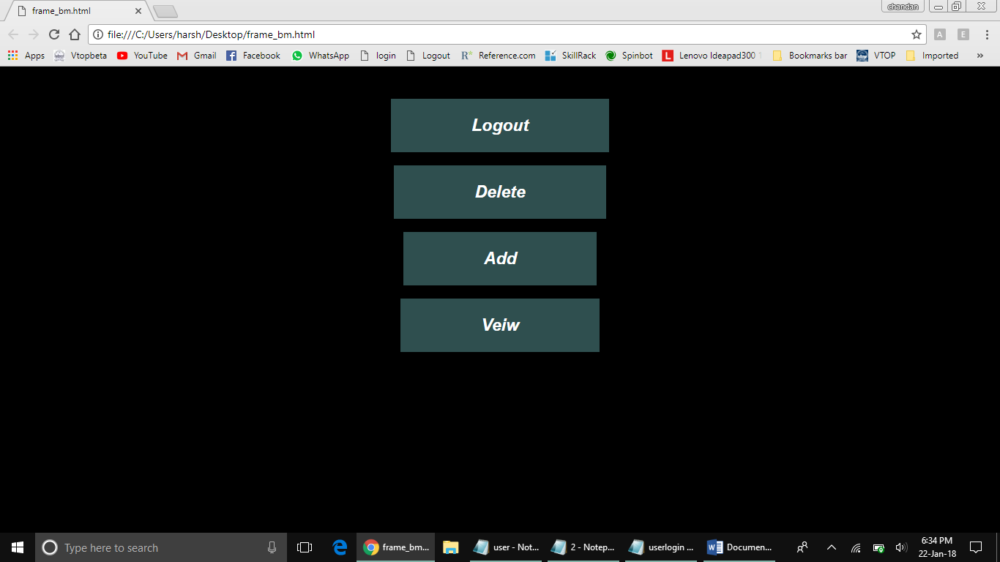 frame_bm.html
chandan
file:///C:/Users/harsh/Desktop/frame_bm.html
A
E
Apps Vtopbeta YouTube Gmail Facebook WhatsApp login Logout R* Reference.com SkillRack Spinbot L Lenovo Ideapad300 Bookmarks bar VTOP Imported »
Logout
Delete
Add
Veiw
Type here to search
frame_bm...
user - Not...
2 - Notep...
userlogin ...
Documen...
6:34 PM
22-Jan-18